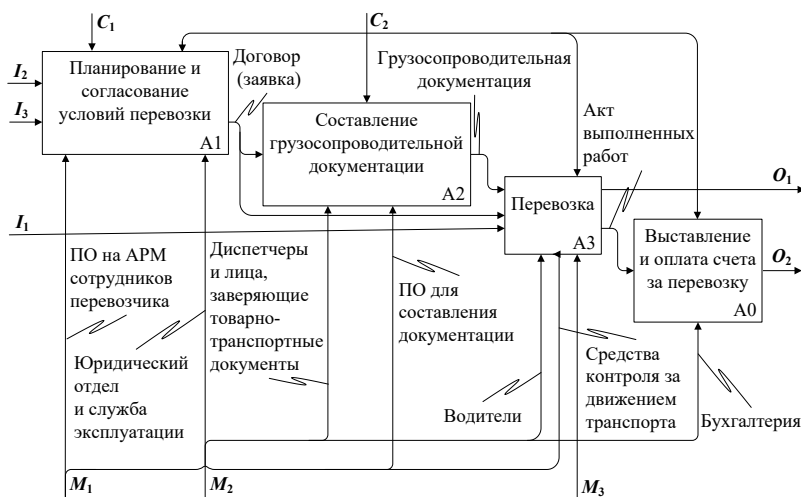 C1
C2
I2
I3
Планирование и
согласование
условий перевозки
A1
Договор
(заявка)
Грузосопроводительная
документация
Составление
грузосопроводительной
документации
A2
Акт
выполненных
работ
O1
Перевозка
A3
I1
Выставление
и оплата счета
за перевозку
A0
O2
ПО на АРМ
сотрудников
перевозчика
Диспетчеры
и лица,
заверяющие
товарно-
транспортные
документы
ПО для
составления
документации
Юридический
отдел
и служба
эксплуатации
Водители
Средства
контроля за
движением
транспорта
Бухгалтерия
M1
M2
M3